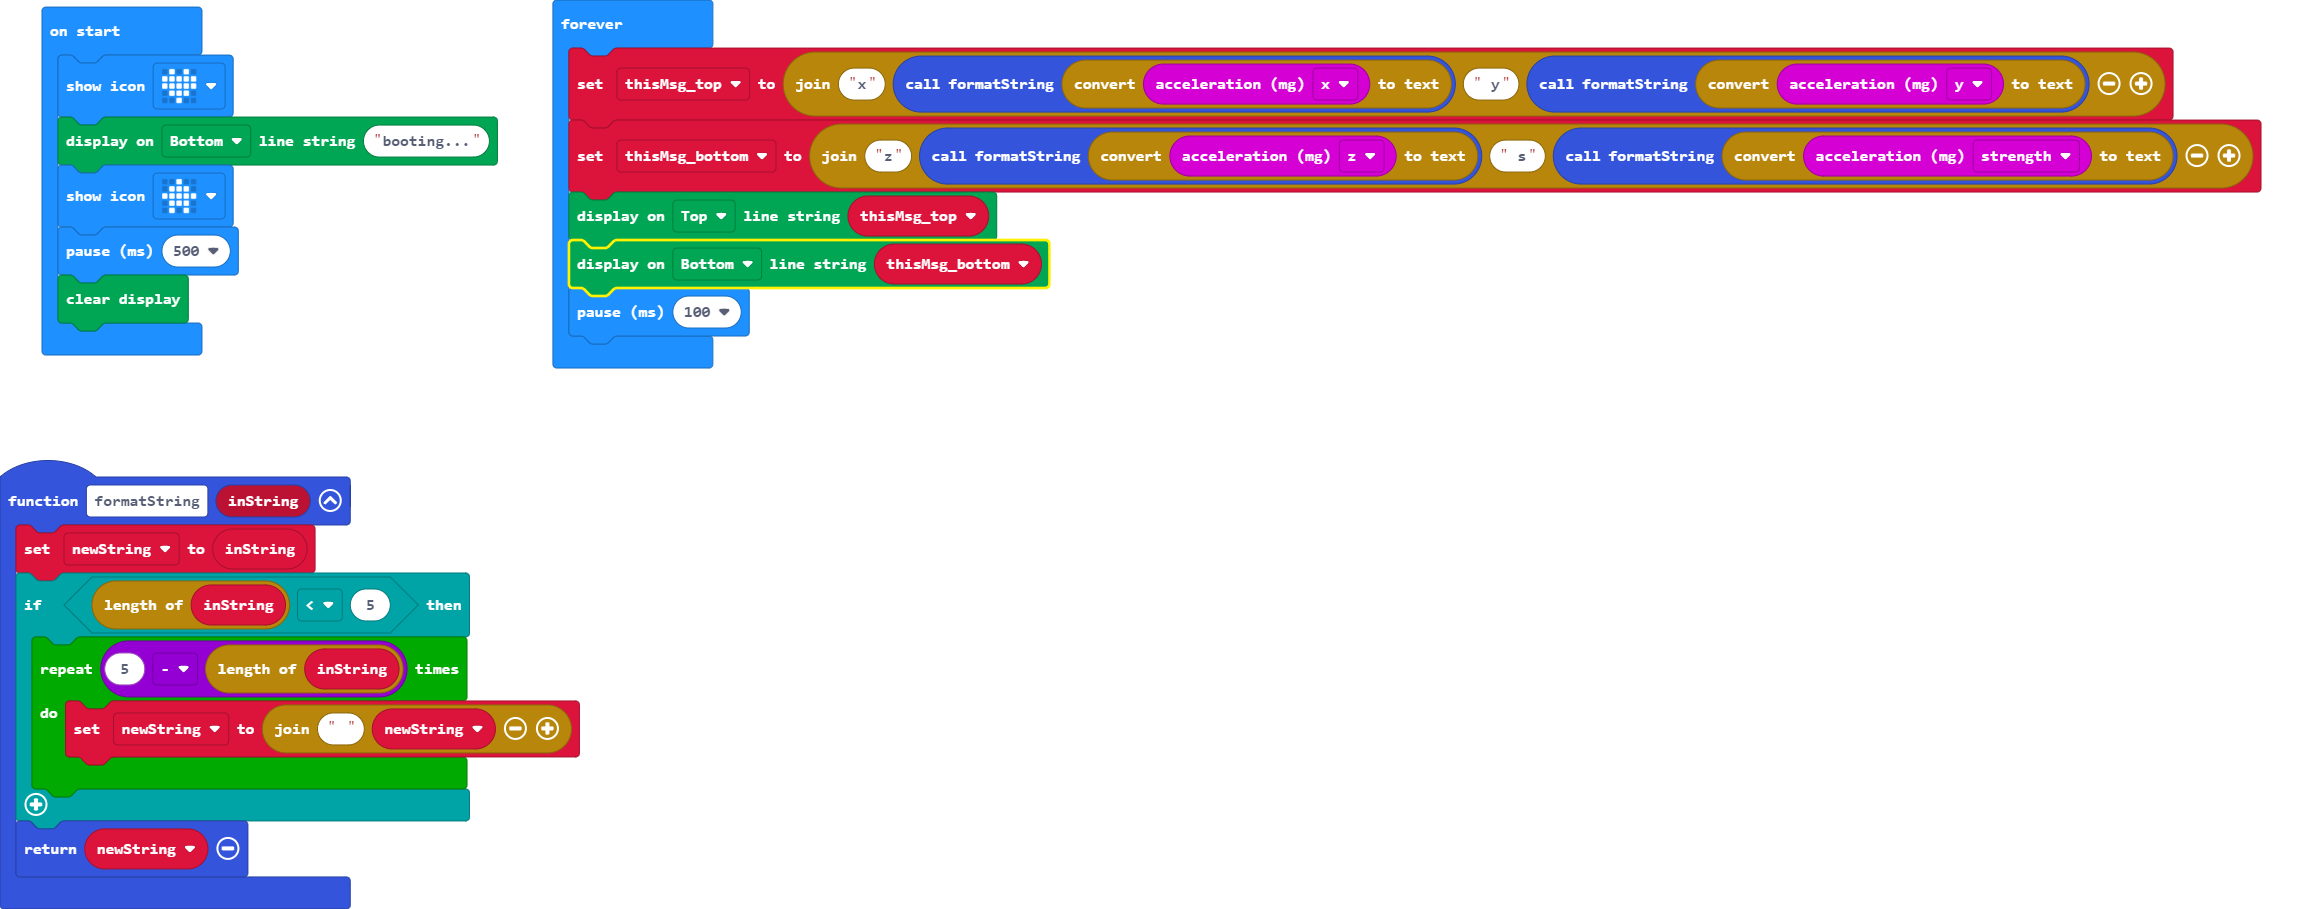 on start
show icon
display on Bottom line string "booting..."
show icon
pause (ms) 500
clear display
forever
set thisMsg_top to join "x" call formatString convert acceleration (mg) x to text " y" call formatString convert acceleration (mg) y to text
set thisMsg_bottom to join "z" call formatString convert acceleration (mg) z to text " s" call formatString convert acceleration (mg) strength to text
display on Top line string thisMsg_top
display on Bottom line string thisMsg_bottom
pause (ms) 100
function formatString inString
set newString to inString
if length of inString < 5 then
repeat 5 - length of inString times
do set newString to join " " newString
return newString